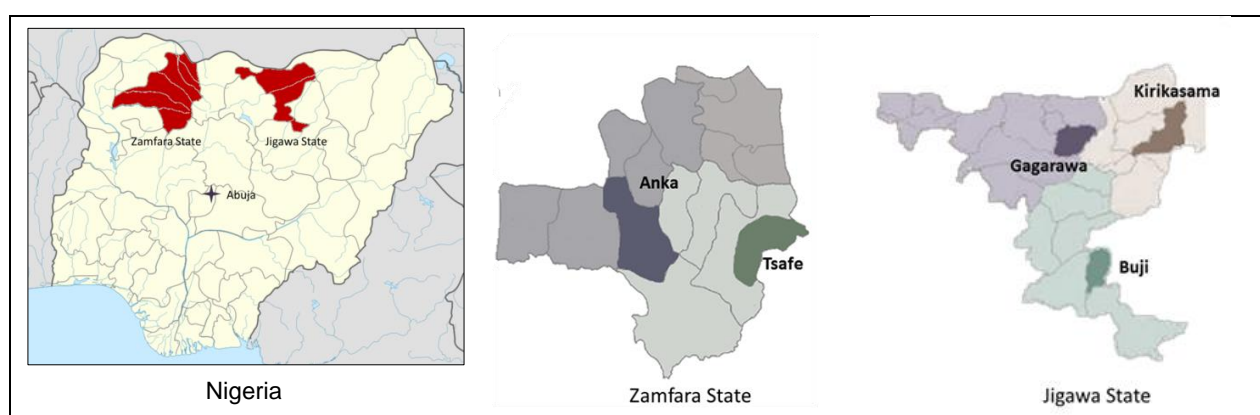 Zamfara State
Jigawa State
Abuja
Nigeria
Anka
Tsafe
Zamfara State
Kirikasama
Gagarawa
Buji
Jigawa State